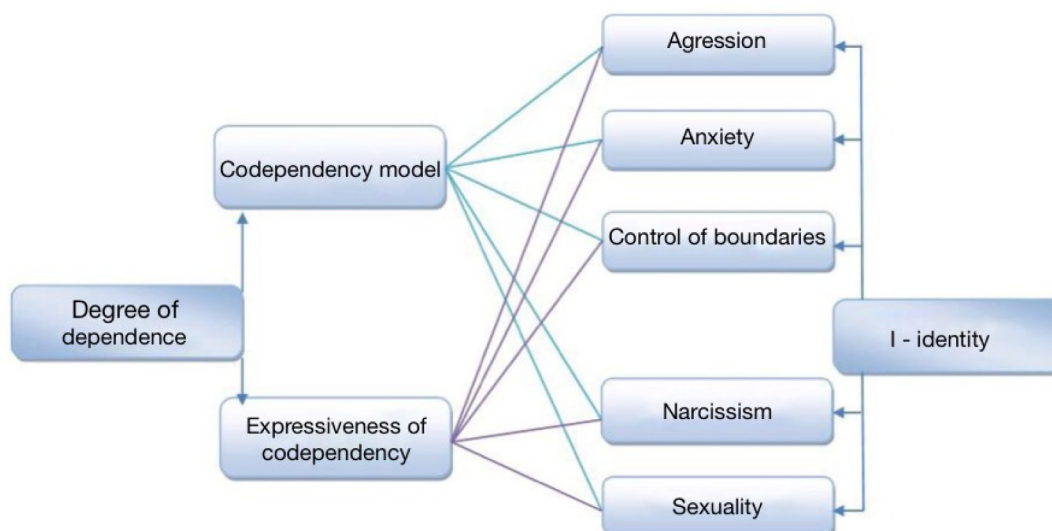 Agression
Anxiety
Codependency model
Control of boundaries
Degree of
dependence
I - identity
Narcissism
Expressiveness of
codependency
Sexuality